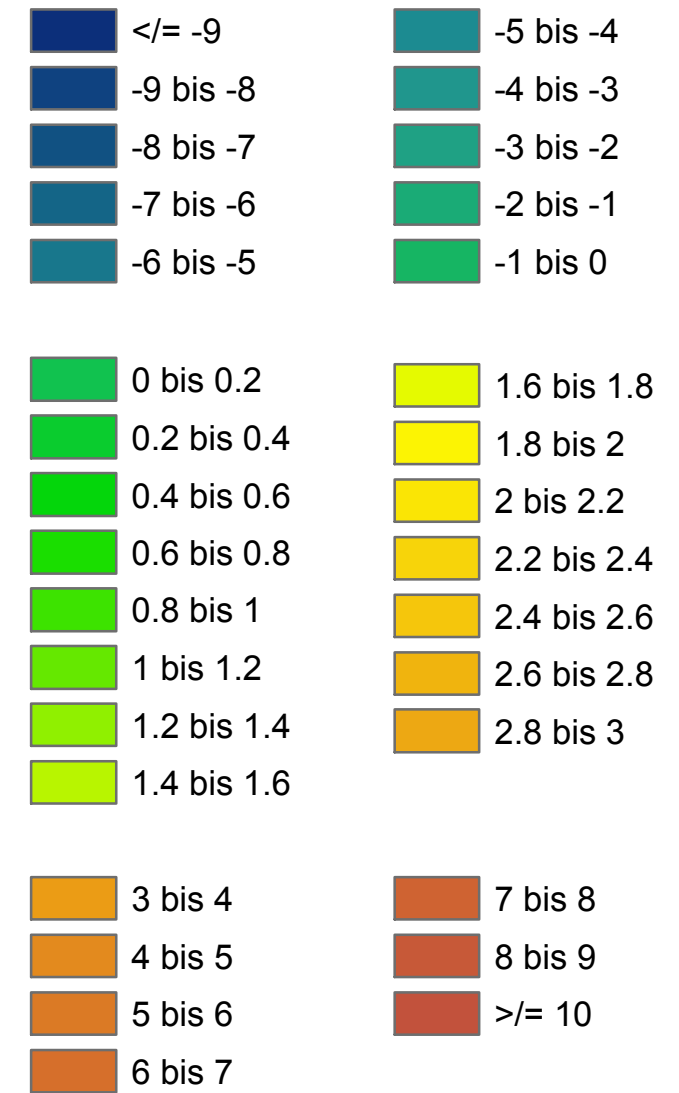 </= -9
-9 bis -8
-8 bis -7
-7 bis -6
-6 bis -5
-5 bis -4
-4 bis -3
-3 bis -2
-2 bis -1
-1 bis 0
0 bis 0.2
0.2 bis 0.4
0.4 bis 0.6
0.6 bis 0.8
0.8 bis 1
1 bis 1.2
1.2 bis 1.4
1.4 bis 1.6
1.6 bis 1.8
1.8 bis 2
2 bis 2.2
2.2 bis 2.4
2.4 bis 2.6
2.6 bis 2.8
2.8 bis 3
3 bis 4
4 bis 5
5 bis 6
6 bis 7
7 bis 8
8 bis 9
>/= 10